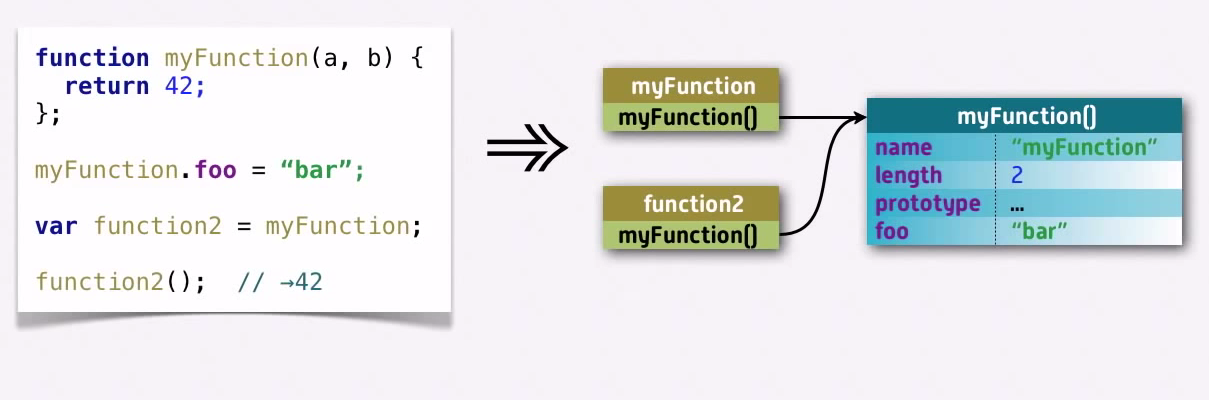 function myFunction(a, b) {
return 42;
};
myFunction.foo = “bar”;
var function2 = myFunction;
function2(); // →42
myFunction
myFunction()
function2
myFunction()
myFunction()
name “myFunction”
length 2
prototype …
foo “bar”